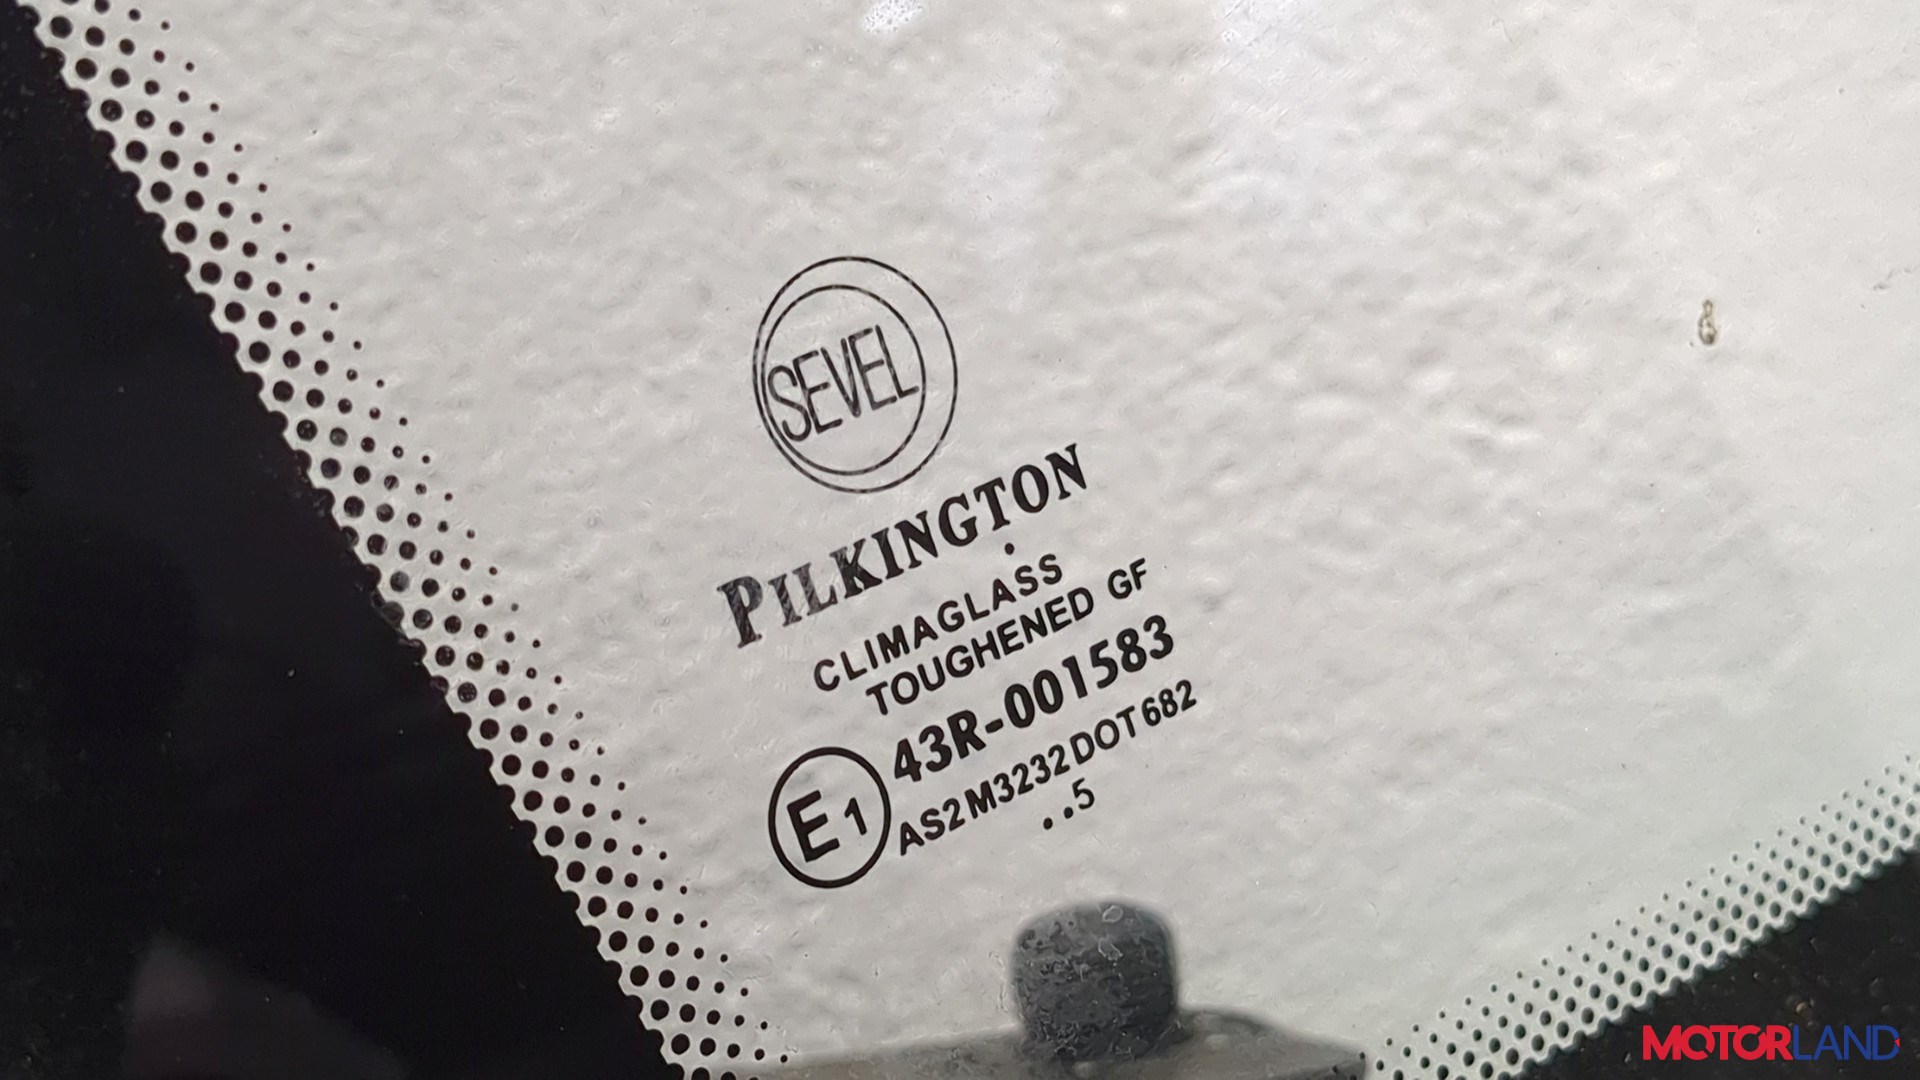 SEVEL
PILKINGTON
CLIMAGLASS
TOUGHENED GF
43R-001583
E1
AS2 M3232 DOT 682
..5
MOTORLAND